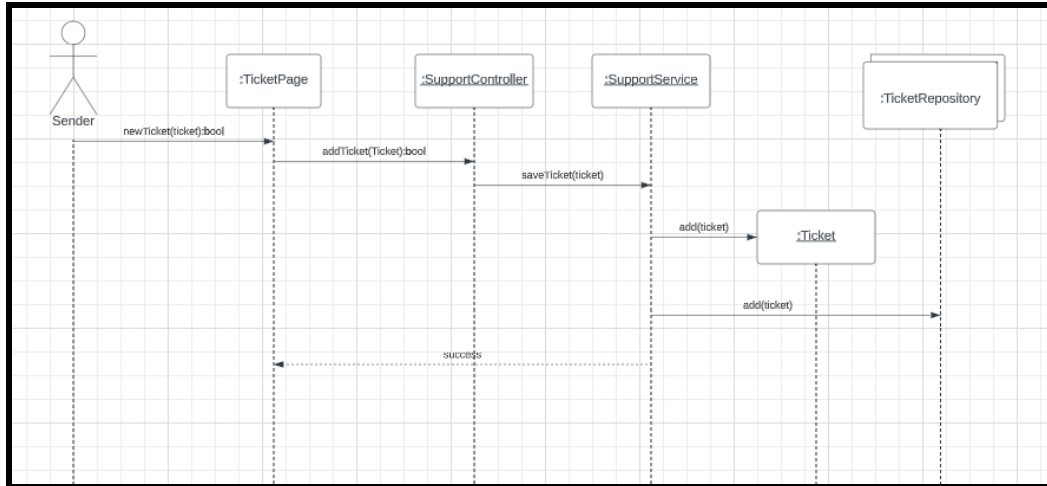 :TicketPage
:SupportController
:SupportService
:TicketRepository
Sender
newTicket(ticket):bool
addTicket(Ticket):bool
saveTicket(ticket)
add(ticket)
:Ticket
add(ticket)
success